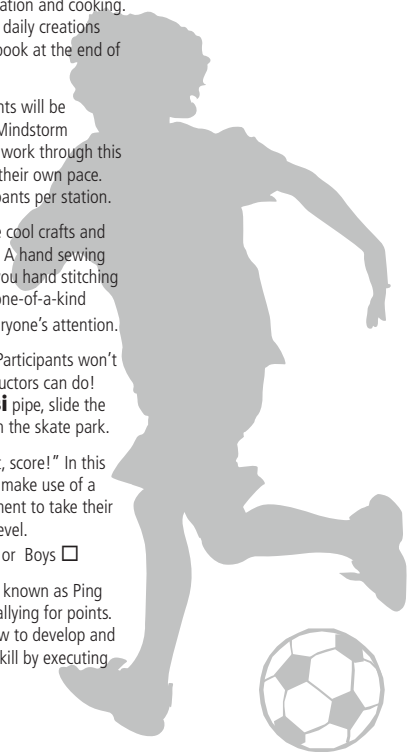 ation and cooking.
daily creations
book at the end of
nts will be
Mindstorm
work through this
their own pace.
pants per station.
e cool crafts and
A hand sewing
you hand stitching
one-of-a-kind
ryone's attention.
Participants won't
uctors can do!
si pipe, slide the
n the skate park.
, score!" In this
make use of a
ment to take their
evel.
or Boys ☐
known as Ping
allying for points.
w to develop and
kill by executing